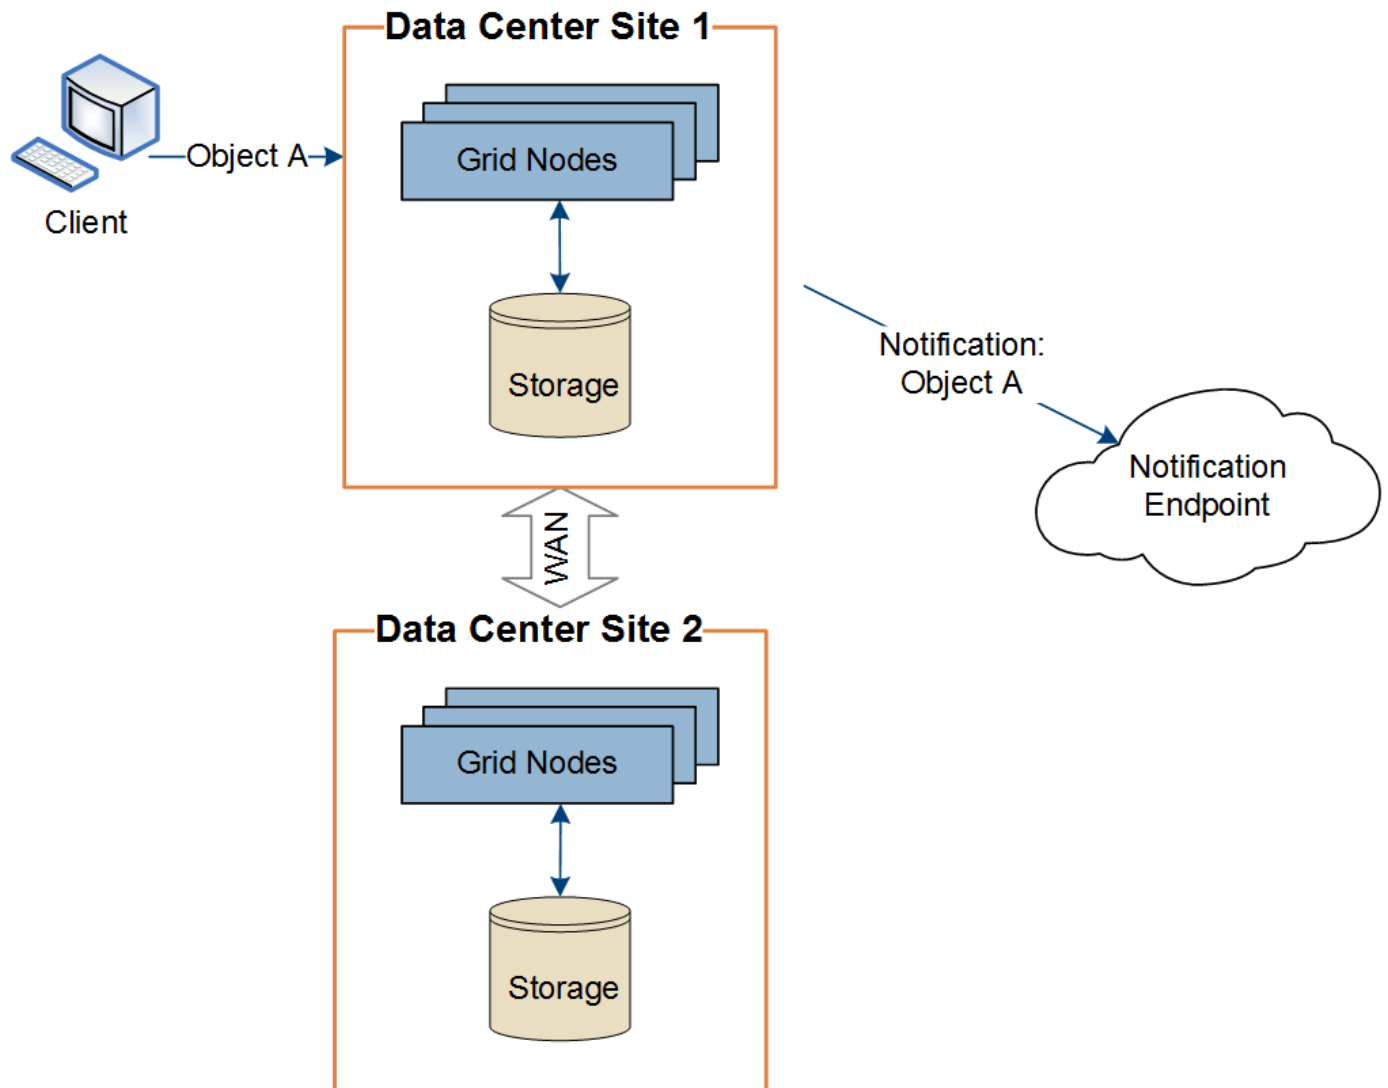 Data Center Site 1
Grid Nodes
Object A
Client
Storage
Notification:
Object A
Notification
Endpoint
WAN
Data Center Site 2
Grid Nodes
Storage